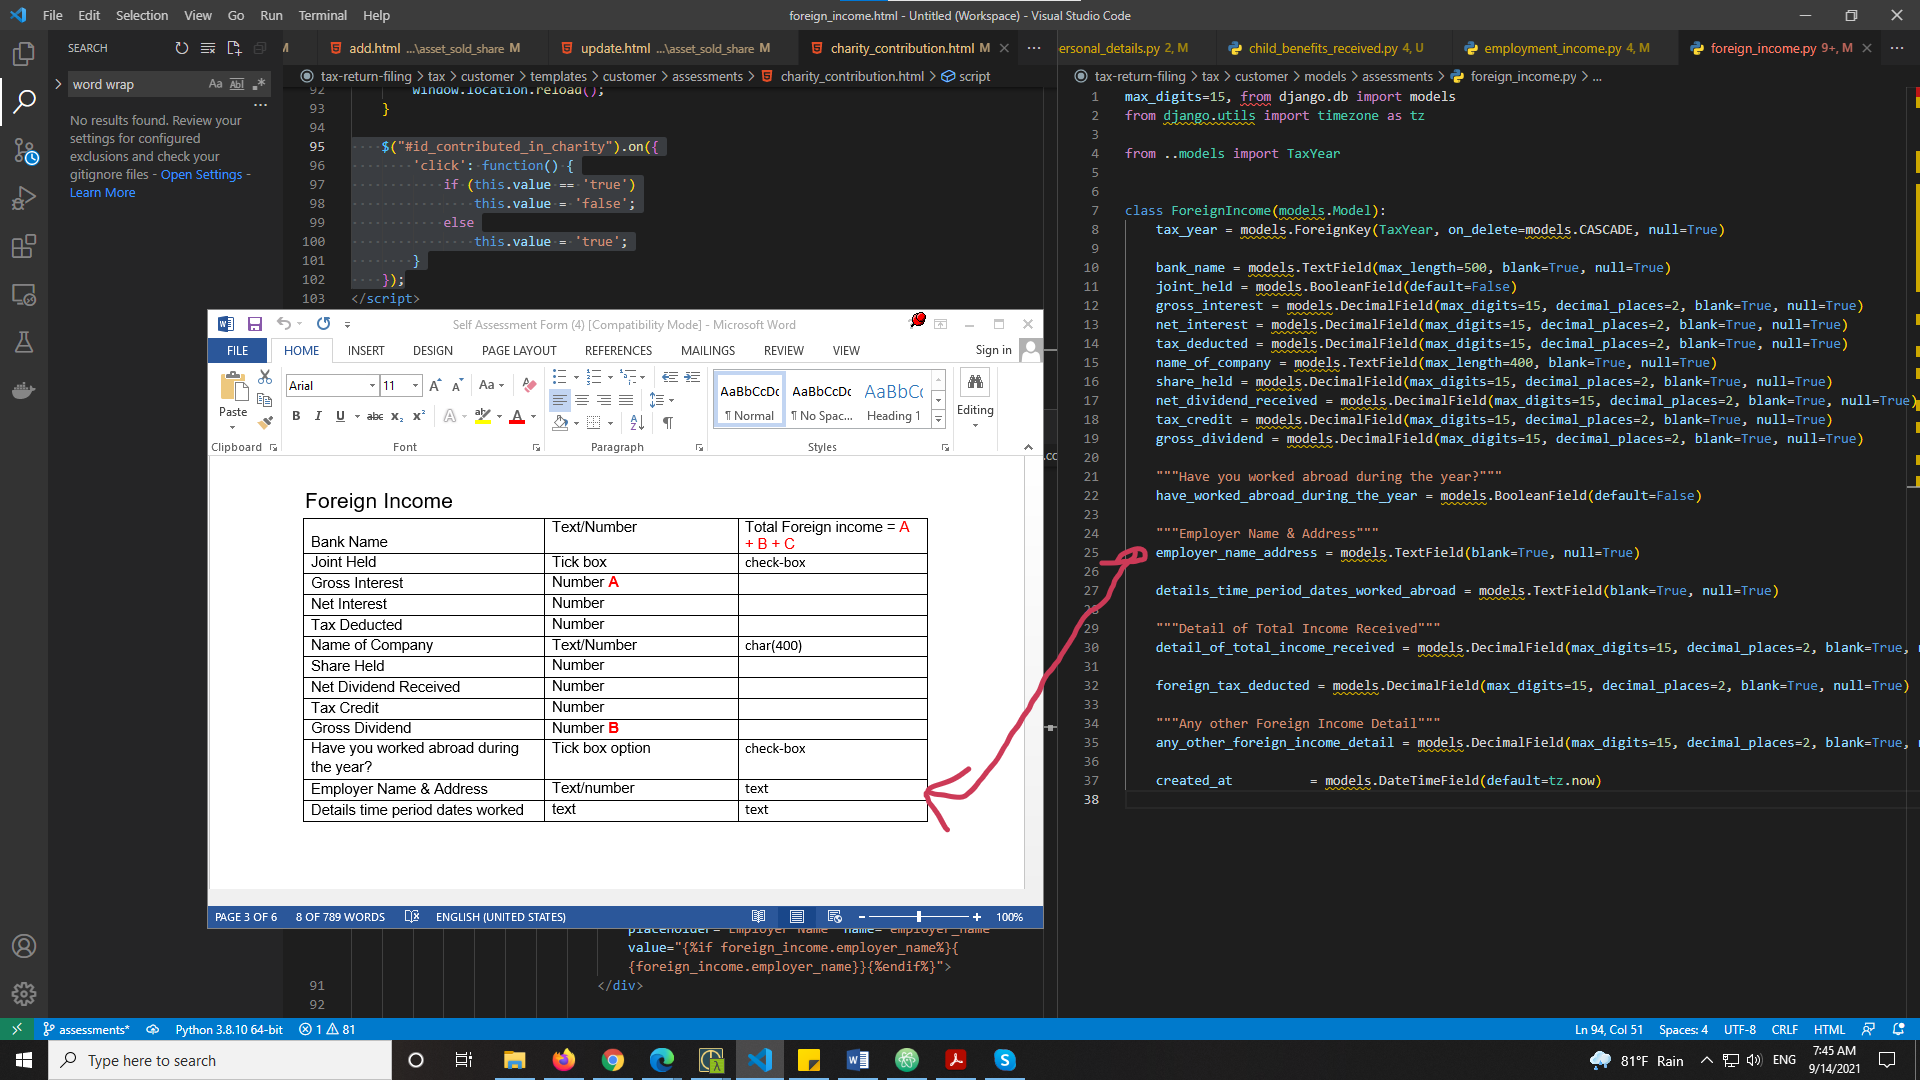 File Edit Selection View Go Run Terminal Help
foreign_income.html - Untitled (Workspace) - Visual Studio Code
SEARCH
word wrap
Aa
Abl
No results found. Review your
settings for configured
exclusions and check your
gitignore files - Open Settings -
Learn More
M add.html ...\asset_sold_share M update.html ...\asset_sold_share M charity_contribution.html M
tax-return-filing > tax > customer > templates > customer > assessments > charity_contribution.html > script
92 window.location.reload();
93 }
94
95 $("#id_contributed_in_charity").on({
96 'click': function() {
97 if (this.value == 'true')
98 this.value = 'false';
99 else
100 this.value = 'true';
101 }
102 });
103 </script>
Self Assessment Form (4) [Compatibility Mode] - Microsoft Word
FILE HOME INSERT DESIGN PAGE LAYOUT REFERENCES MAILINGS REVIEW VIEW Sign in
Paste
Arial 11
Clipboard Font Paragraph Styles
AaBbCcDc AaBbCcDc AaBbCc
¶ Normal ¶ No Spac... Heading 1
Editing
Foreign Income
Bank Name Text/Number Total Foreign income = A + B + C
Joint Held Tick box check-box
Gross Interest Number A
Net Interest Number
Tax Deducted Number
Name of Company Text/Number char(400)
Share Held Number
Net Dividend Received Number
Tax Credit Number
Gross Dividend Number B
Have you worked abroad during the year? Tick box option check-box
Employer Name & Address Text/number text
Details time period dates worked text text
PAGE 3 OF 6 8 OF 789 WORDS ENGLISH (UNITED STATES) 100%
value="{%if foreign_income.employer_name%}{
{foreign_income.employer_name}}{%endif%}">
91 </div>
92
ersonal_details.py 2, M child_benefits_received.py 4, U employment_income.py 4, M foreign_income.py 9+, M
tax-return-filing > tax > customer > models > assessments > foreign_income.py > ...
1 max_digits=15, from django.db import models
2 from django.utils import timezone as tz
3
4 from ..models import TaxYear
5
6
7 class ForeignIncome(models.Model):
8 tax_year = models.ForeignKey(TaxYear, on_delete=models.CASCADE, null=True)
9
10 bank_name = models.TextField(max_length=500, blank=True, null=True)
11 joint_held = models.BooleanField(default=False)
12 gross_interest = models.DecimalField(max_digits=15, decimal_places=2, blank=True, null=True)
13 net_interest = models.DecimalField(max_digits=15, decimal_places=2, blank=True, null=True)
14 tax_deducted = models.DecimalField(max_digits=15, decimal_places=2, blank=True, null=True)
15 name_of_company = models.TextField(max_length=400, blank=True, null=True)
16 share_held = models.DecimalField(max_digits=15, decimal_places=2, blank=True, null=True)
17 net_dividend_received = models.DecimalField(max_digits=15, decimal_places=2, blank=True, null=True)
18 tax_credit = models.DecimalField(max_digits=15, decimal_places=2, blank=True, null=True)
19 gross_dividend = models.DecimalField(max_digits=15, decimal_places=2, blank=True, null=True)
20
21 """Have you worked abroad during the year?"""
22 have_worked_abroad_during_the_year = models.BooleanField(default=False)
23
24 """Employer Name & Address"""
25 employer_name_address = models.TextField(blank=True, null=True)
26
27 details_time_period_dates_worked_abroad = models.TextField(blank=True, null=True)
28
29 """Detail of Total Income Received"""
30 detail_of_total_income_received = models.DecimalField(max_digits=15, decimal_places=2, blank=True,
31
32 foreign_tax_deducted = models.DecimalField(max_digits=15, decimal_places=2, blank=True, null=True)
33
34 """Any other Foreign Income Detail"""
35 any_other_foreign_income_detail = models.DecimalField(max_digits=15, decimal_places=2, blank=True,
36
37 created_at = models.DateTimeField(default=tz.now)
38
assessments* Python 3.8.10 64-bit 1 81
Ln 94, Col 51 Spaces: 4 UTF-8 CRLF HTML
Type here to search
81°F Rain ENG 7:45 AM
9/14/2021